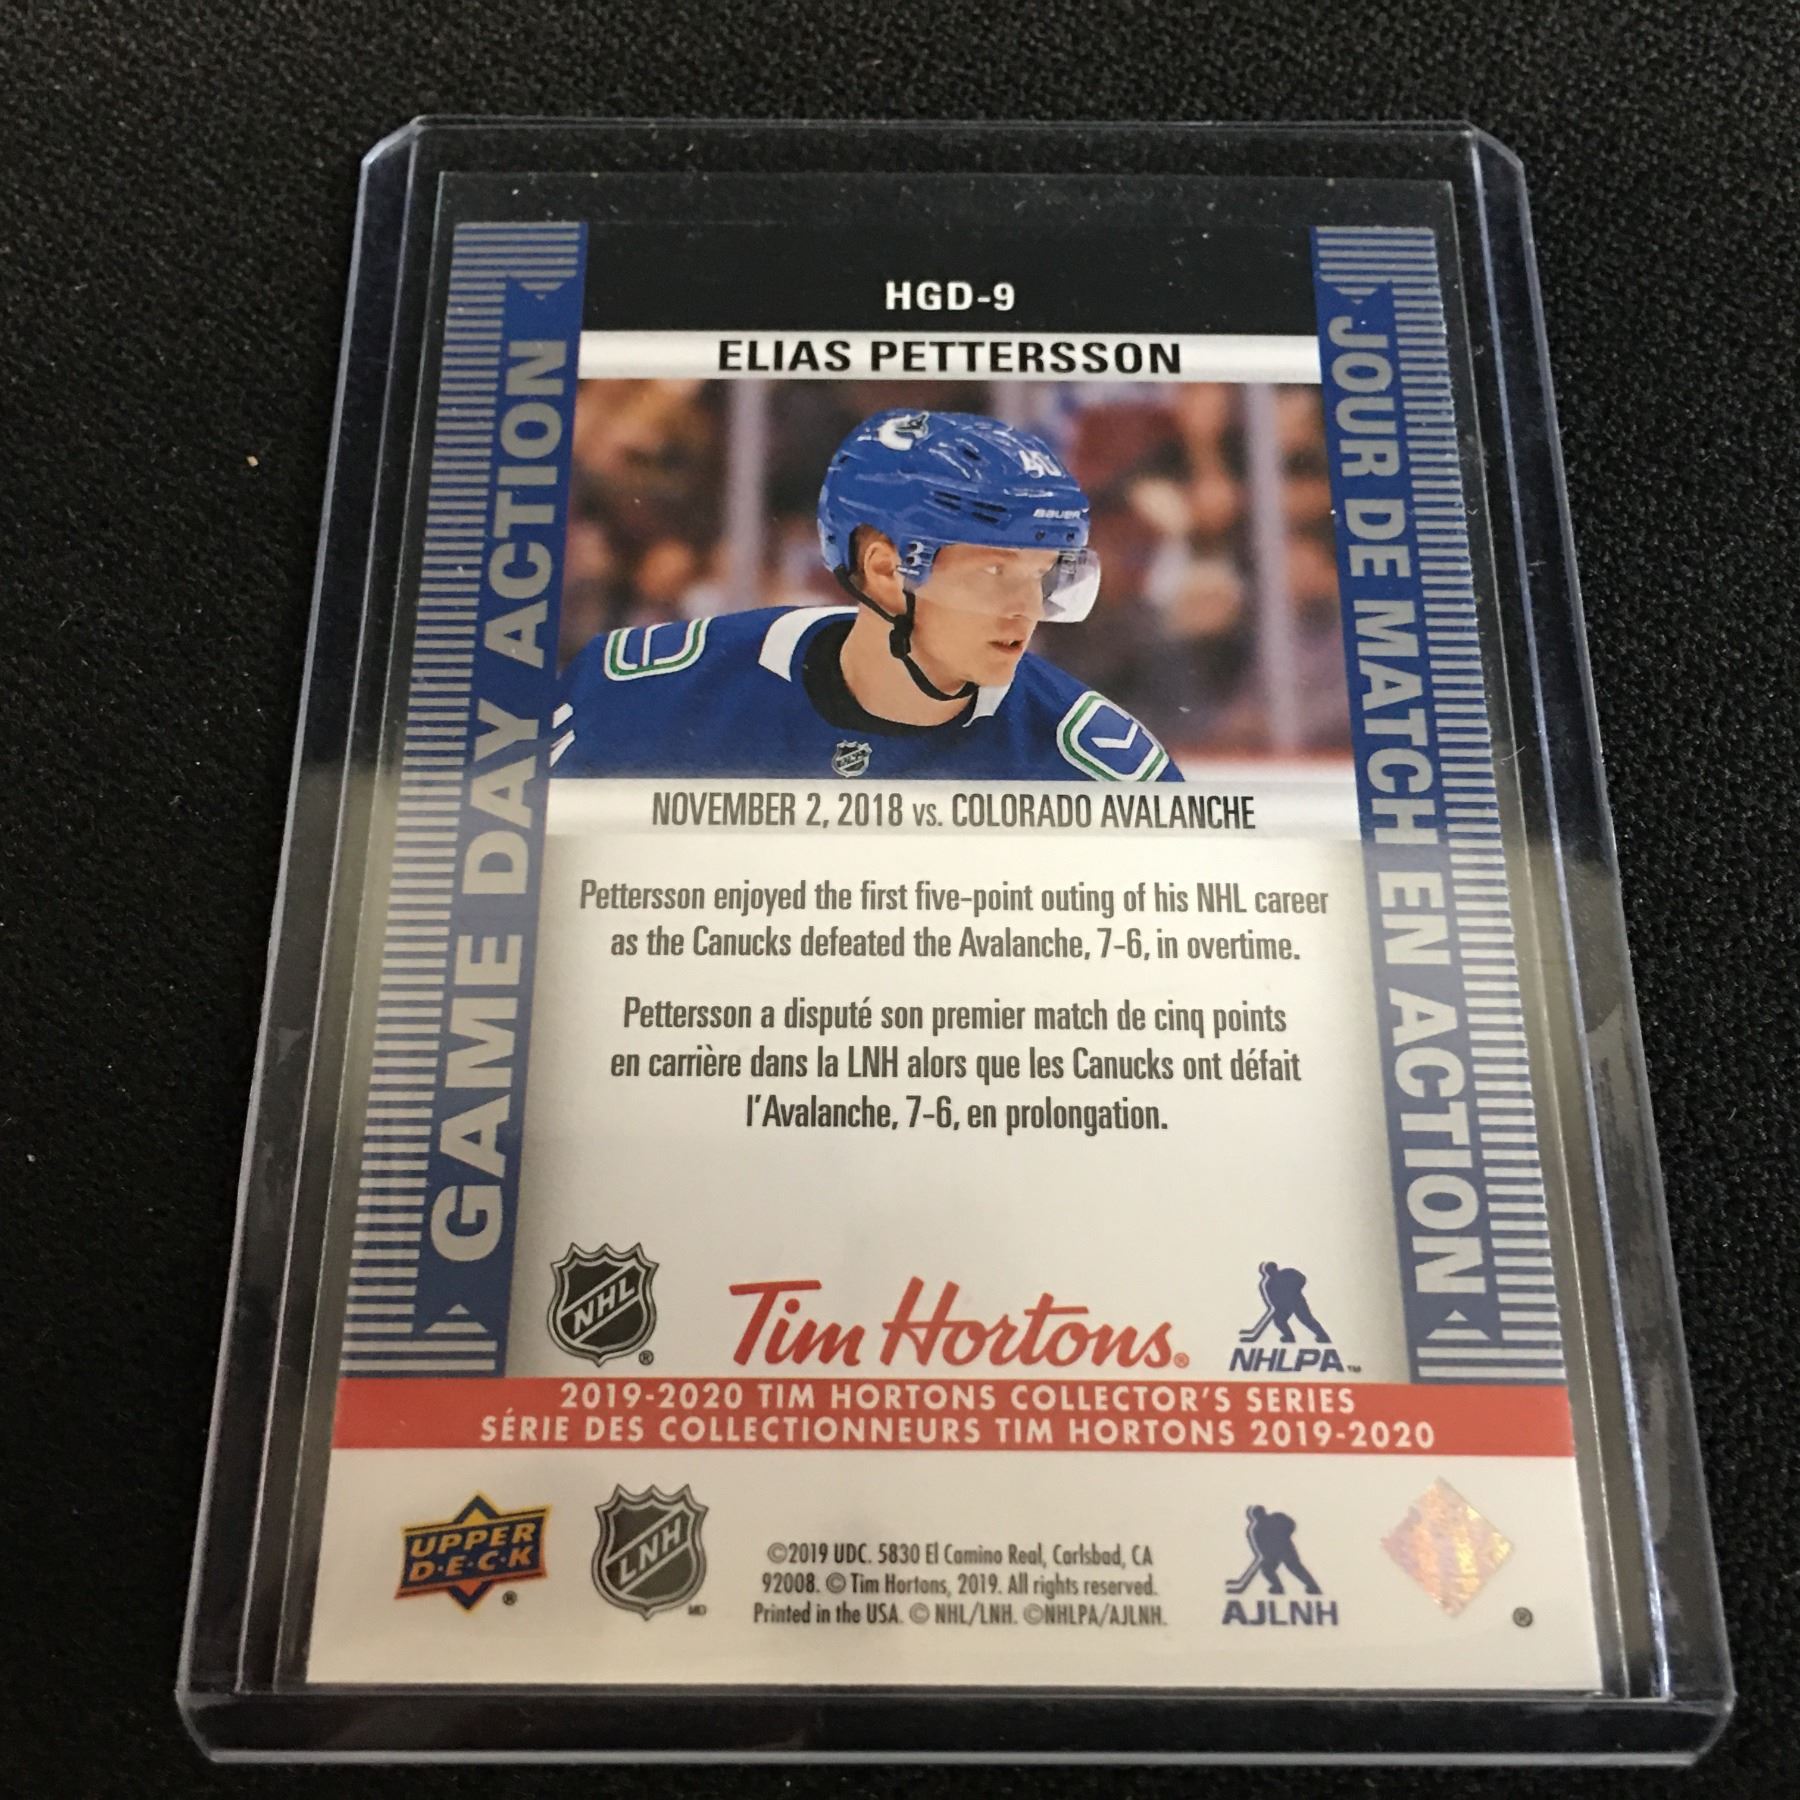 HGD-9
ELIAS PETTERSSON
GAME DAY ACTION
JOUR DE MATCH EN ACTION
40
BAUER
NOVEMBER 2, 2018 vs. COLORADO AVALANCHE
Pettersson enjoyed the first five-point outing of his NHL career
as the Canucks defeated the Avalanche, 7-6, in overtime.
Pettersson a disputé son premier match de cinq points
en carrière dans la LNH alors que les Canucks ont défait
l'Avalanche, 7-6, en prolongation.
NHL ®
Tim Hortons®
NHLPA™
2019-2020 TIM HORTONS COLLECTOR'S SERIES
SÉRIE DES COLLECTIONNEURS TIM HORTONS 2019-2020
UPPER
D·E·C·K ®
LNH MD
©2019 UDC. 5830 El Camino Real, Carlsbad, CA
92008. © Tim Hortons, 2019. All rights reserved.
Printed in the USA. © NHL/LNH. ©NHLPA/AJLNH.
AJLNH
®